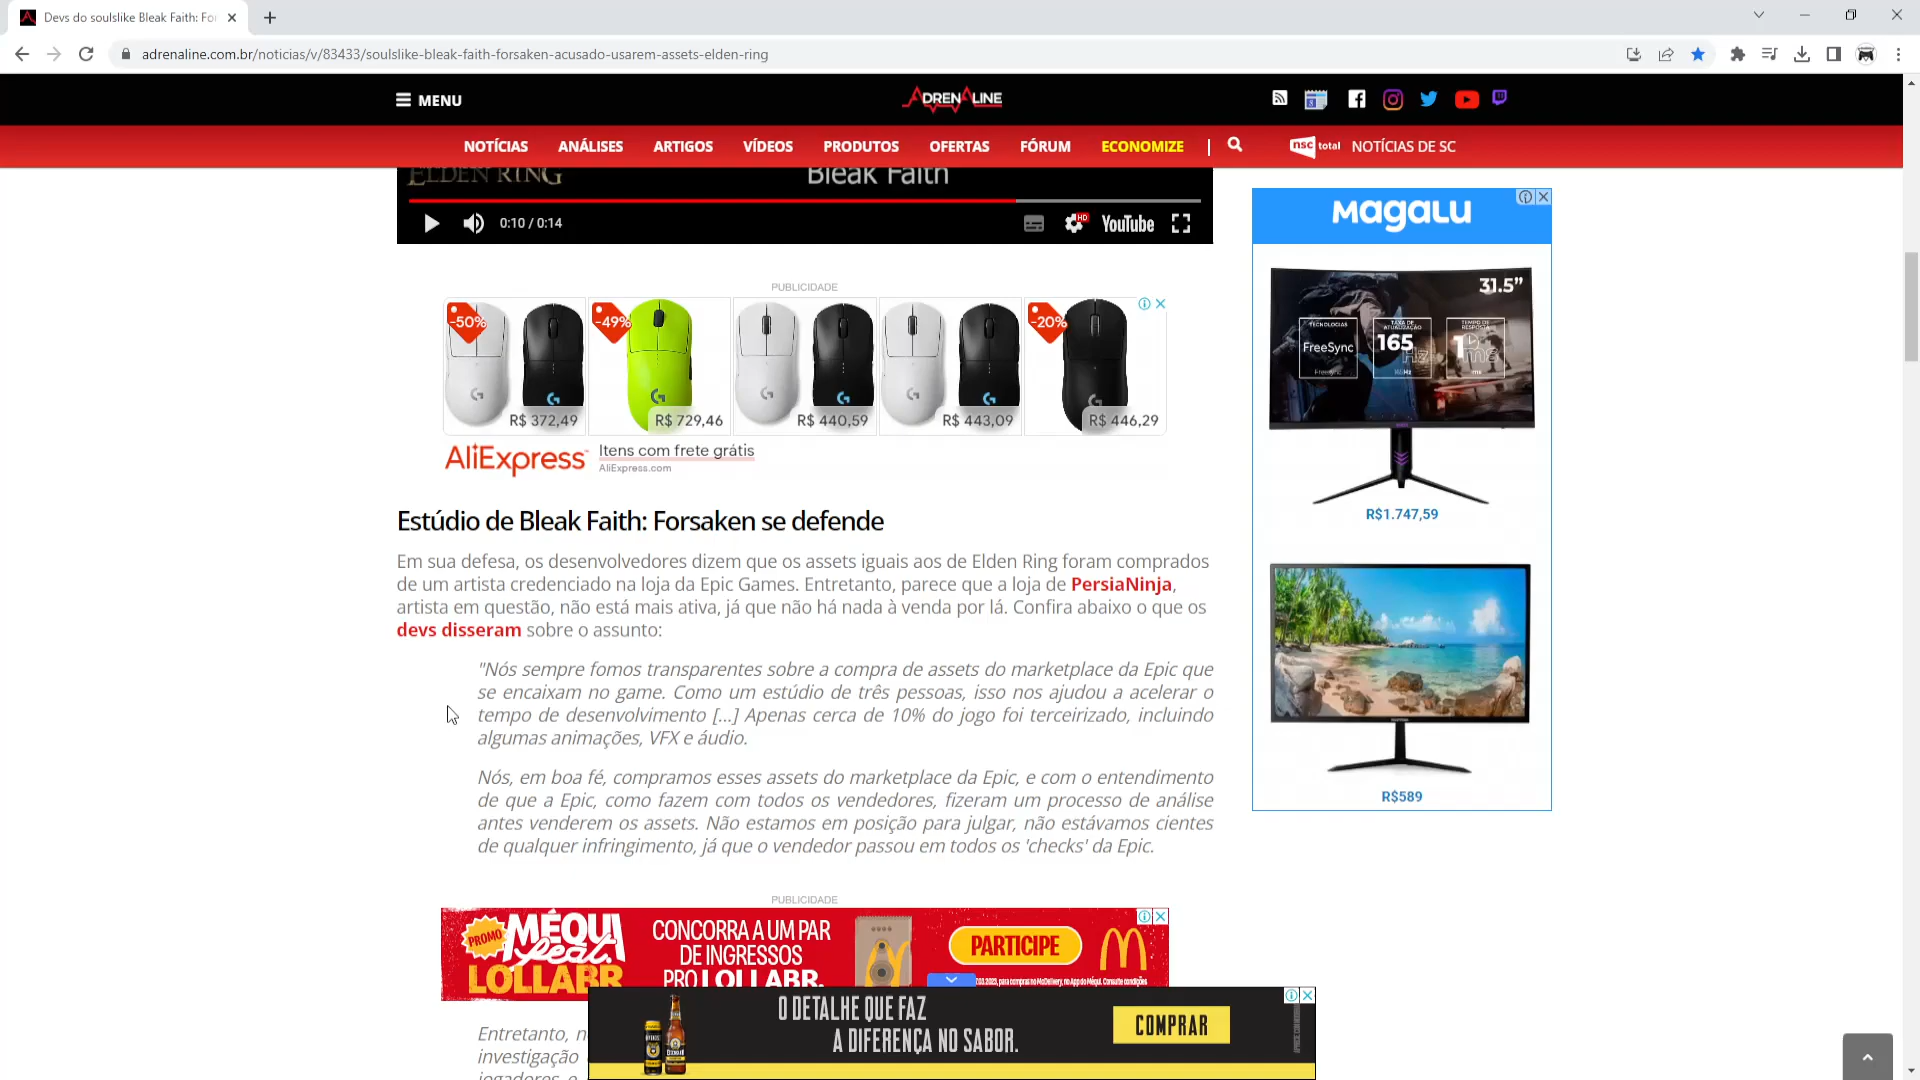 Devs do soulslike Bleak Faith: For
adrenaline.com.br/noticias/v/83433/soulslike-bleak-faith-forsaken-acusado-usarem-assets-elden-ring
MENU
ADRENALINE
NOTÍCIAS
ANÁLISES
ARTIGOS
VÍDEOS
PRODUTOS
OFERTAS
FÓRUM
ECONOMIZE
nsc total
NOTÍCIAS DE SC
ELDEN RING
Bleak Faith
0:10 / 0:14
HD
YouTube
PUBLICIDADE
-50%
-49%
-20%
R$ 372,49
R$ 729,46
R$ 440,59
R$ 443,09
R$ 446,29
AliExpress
Itens com frete grátis
AliExpress.com
Magalu
31.5"
TECNOLOGIAS
FreeSync
FreeSync
TAXA DE
ATUALIZAÇÃO
165 Hz
TEMPO DE
RESPOSTA
1ms
ms
R$1.747,59
R$589
Estúdio de Bleak Faith: Forsaken se defende
Em sua defesa, os desenvolvedores dizem que os assets iguais aos de Elden Ring foram comprados
de um artista credenciado na loja da Epic Games. Entretanto, parece que a loja de PersiaNinja,
artista em questão, não está mais ativa, já que não há nada à venda por lá. Confira abaixo o que os
devs disseram sobre o assunto:
"Nós sempre fomos transparentes sobre a compra de assets do marketplace da Epic que
se encaixam no game. Como um estúdio de três pessoas, isso nos ajudou a acelerar o
tempo de desenvolvimento [...] Apenas cerca de 10% do jogo foi terceirizado, incluindo
algumas animações, VFX e áudio.
Nós, em boa fé, compramos esses assets do marketplace da Epic, e com o entendimento
de que a Epic, como fazem com todos os vendedores, fizeram um processo de análise
antes venderem os assets. Não estamos em posição para julgar, não estávamos cientes
de qualquer infringimento, já que o vendedor passou em todos os 'checks' da Epic.
PUBLICIDADE
PROMO
MÉQUI
LOLLABR
CONCORRA A UM PAR
DE INGRESSOS
PRO LOLLABR.
PARTICIPE
O DETALHE QUE FAZ
A DIFERENÇA NO SABOR.
COMPRAR
Entretanto, n
investigação
jogadores e